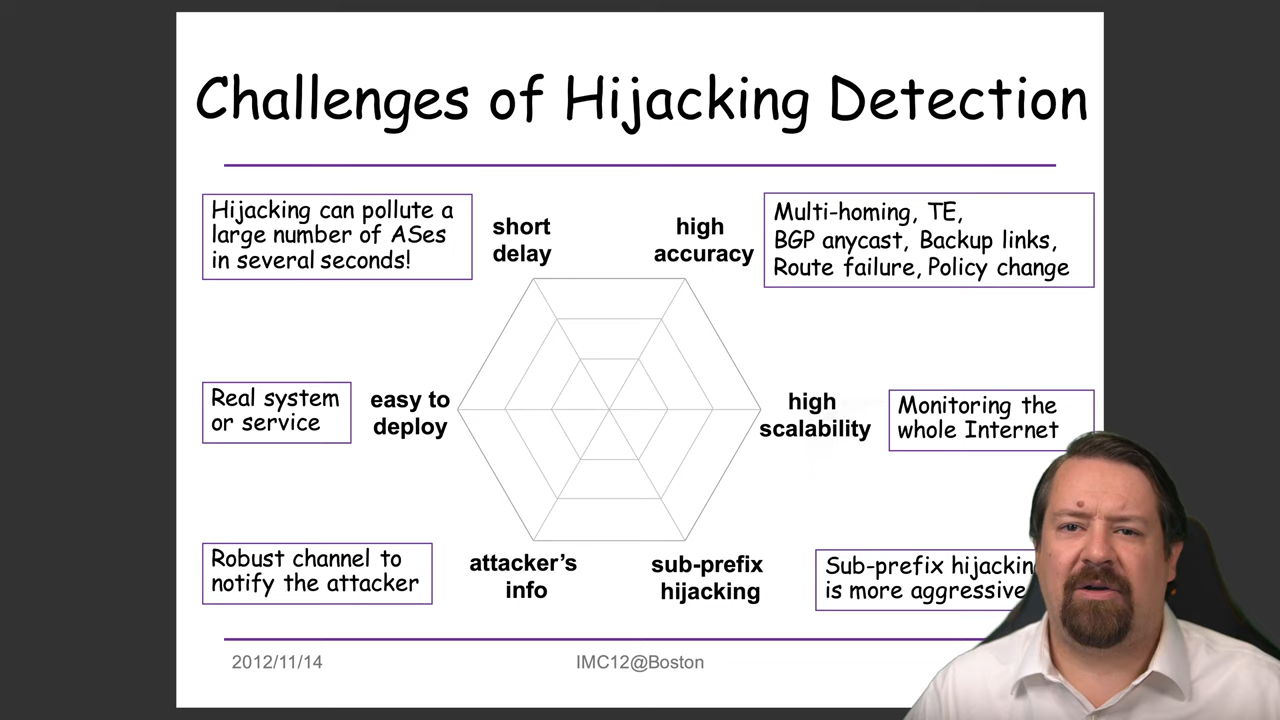 Challenges of Hijacking Detection
Hijacking can pollute a
large number of ASes
in several seconds!
short
delay
high
accuracy
Multi-homing, TE,
BGP anycast, Backup links,
Route failure, Policy change
Real system
or service
easy to
deploy
high
scalability
Monitoring the
whole Internet
Robust channel to
notify the attacker
attacker's
info
sub-prefix
hijacking
Sub-prefix
is more aggressive
2012/11/14
IMC12@Boston